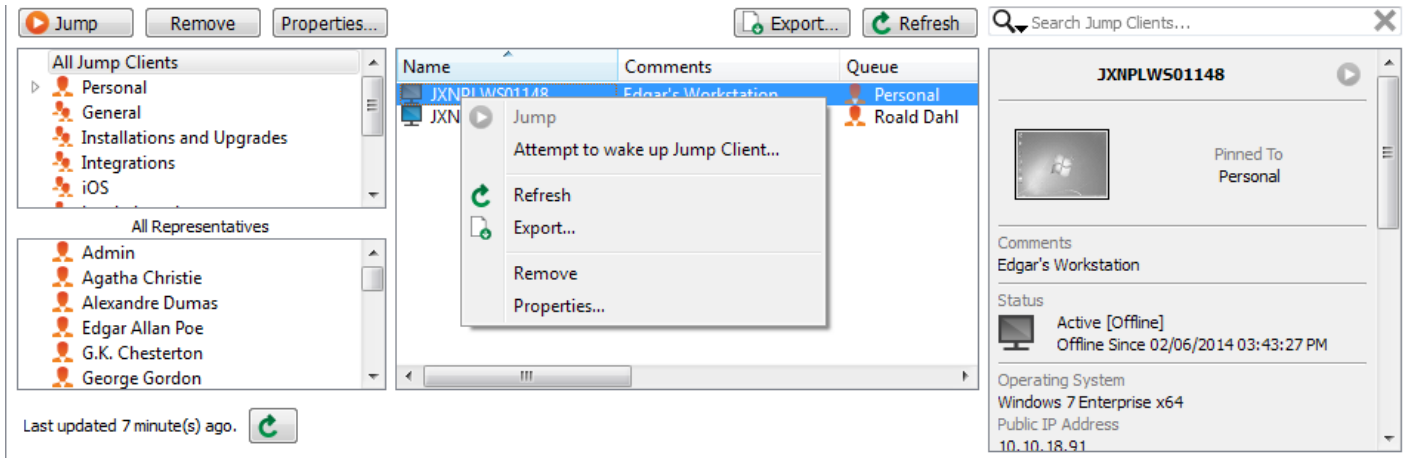 Jump
Remove
Properties...
Export...
Refresh
Search Jump Clients...
All Jump Clients
Personal
General
Installations and Upgrades
Integrations
iOS
All Representatives
Admin
Agatha Christie
Alexandre Dumas
Edgar Allan Poe
G.K. Chesterton
George Gordon
Last updated 7 minute(s) ago.
Name Comments Queue
JXNPLWS01148 Edgar's Workstation Personal
JXN Roald Dahl
Jump
Attempt to wake up Jump Client...
Refresh
Export...
Remove
Properties...
JXNPLWS01148
Pinned To
Personal
Comments
Edgar's Workstation
Status
Active [Offline]
Offline Since 02/06/2014 03:43:27 PM
Operating System
Windows 7 Enterprise x64
Public IP Address
10.10.18.91